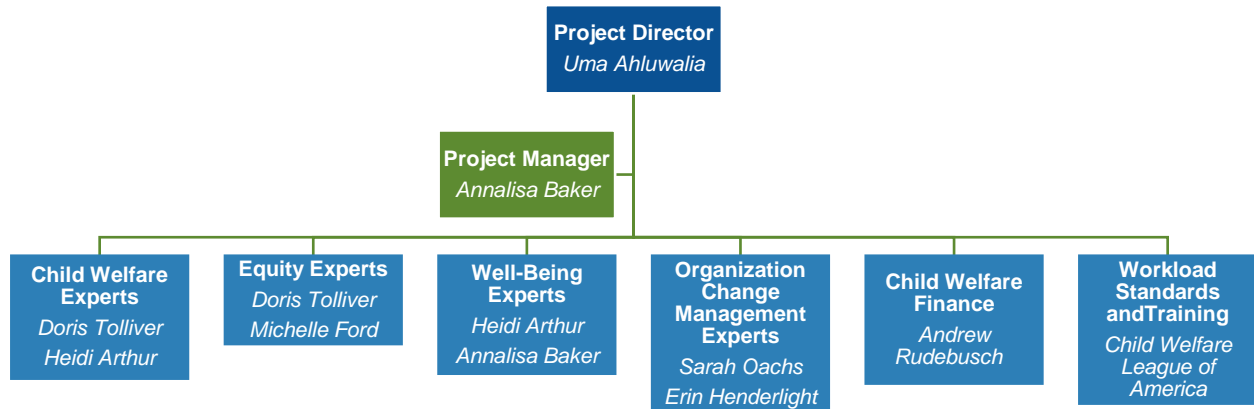 Project Director
Uma Ahluwalia
Project Manager
Annalisa Baker
Child Welfare
Experts
Doris Tolliver
Heidi Arthur
Equity Experts
Doris Tolliver
Michelle Ford
Well-Being
Experts
Heidi Arthur
Annalisa Baker
Organization
Change
Management
Experts
Sarah Oachs
Erin Henderlight
Child Welfare
Finance
Andrew
Rudebusch
Workload
Standards
andTraining
Child Welfare
League of
America